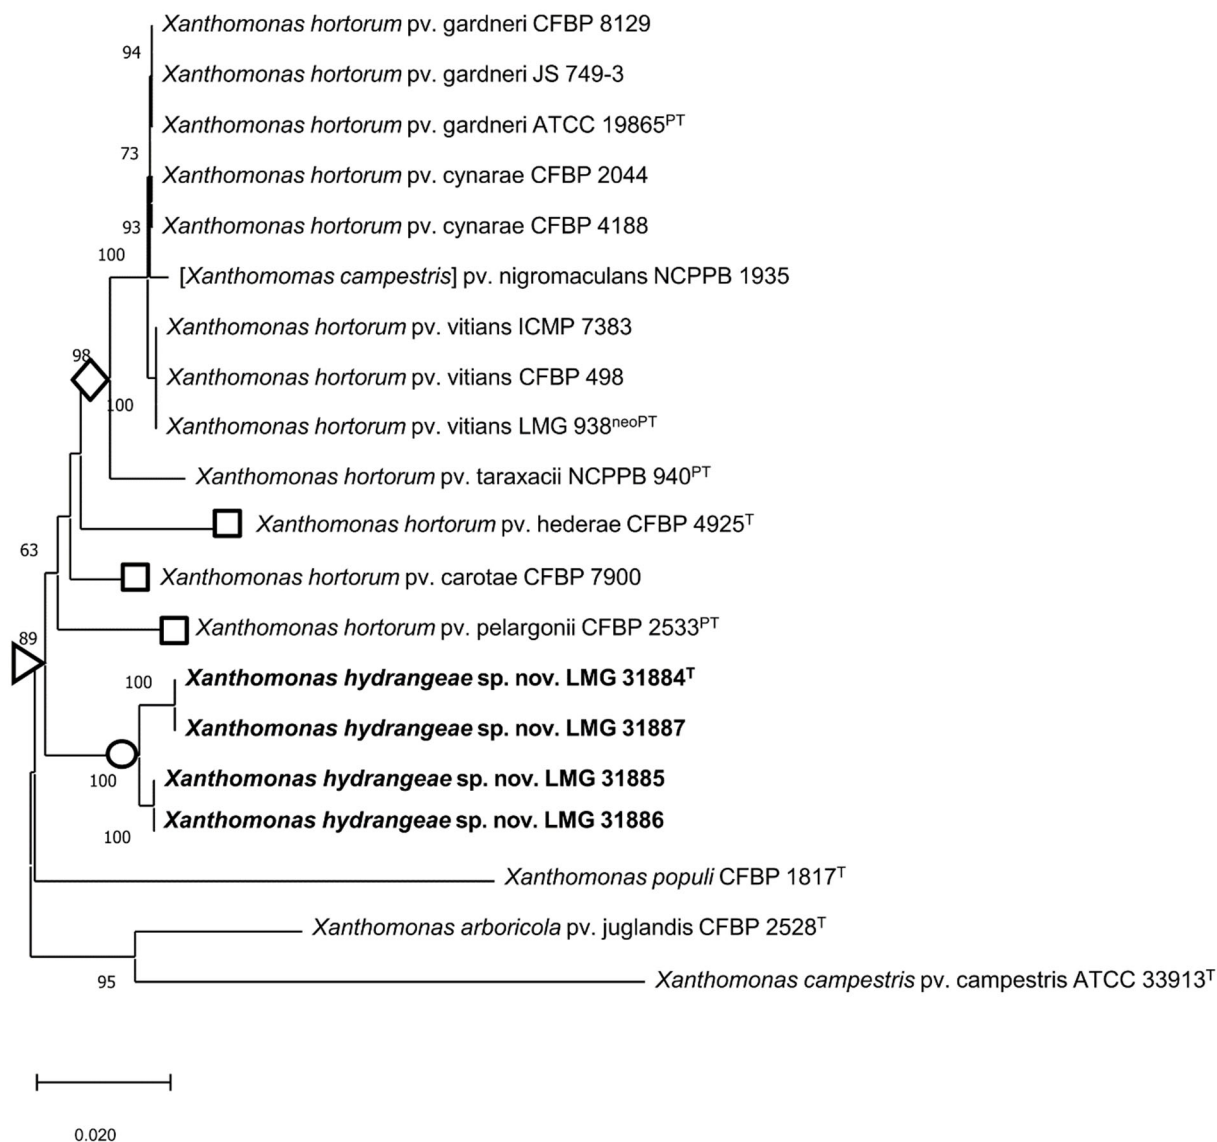 Xanthomonas hortorum pv. gardneri CFBP 8129
94
Xanthomonas hortorum pv. gardneri JS 749-3
Xanthomonas hortorum pv. gardneri ATCC 19865PT
73
Xanthomonas hortorum pv. cynarae CFBP 2044
93 Xanthomonas hortorum pv. cynarae CFBP 4188
100
[Xanthomomas campestris] pv. nigromaculans NCPPB 1935
Xanthomonas hortorum pv. vitians ICMP 7383
98
Xanthomonas hortorum pv. vitians CFBP 498
100
Xanthomonas hortorum pv. vitians LMG 938neoPT
Xanthomonas hortorum pv. taraxacii NCPPB 940PT
Xanthomonas hortorum pv. hederae CFBP 4925T
63
Xanthomonas hortorum pv. carotae CFBP 7900
Xanthomonas hortorum pv. pelargonii CFBP 2533PT
89
100 Xanthomonas hydrangeae sp. nov. LMG 31884T
Xanthomonas hydrangeae sp. nov. LMG 31887
100 Xanthomonas hydrangeae sp. nov. LMG 31885
Xanthomonas hydrangeae sp. nov. LMG 31886
100
Xanthomonas populi CFBP 1817T
Xanthomonas arboricola pv. juglandis CFBP 2528T
95 Xanthomonas campestris pv. campestris ATCC 33913T
0.020